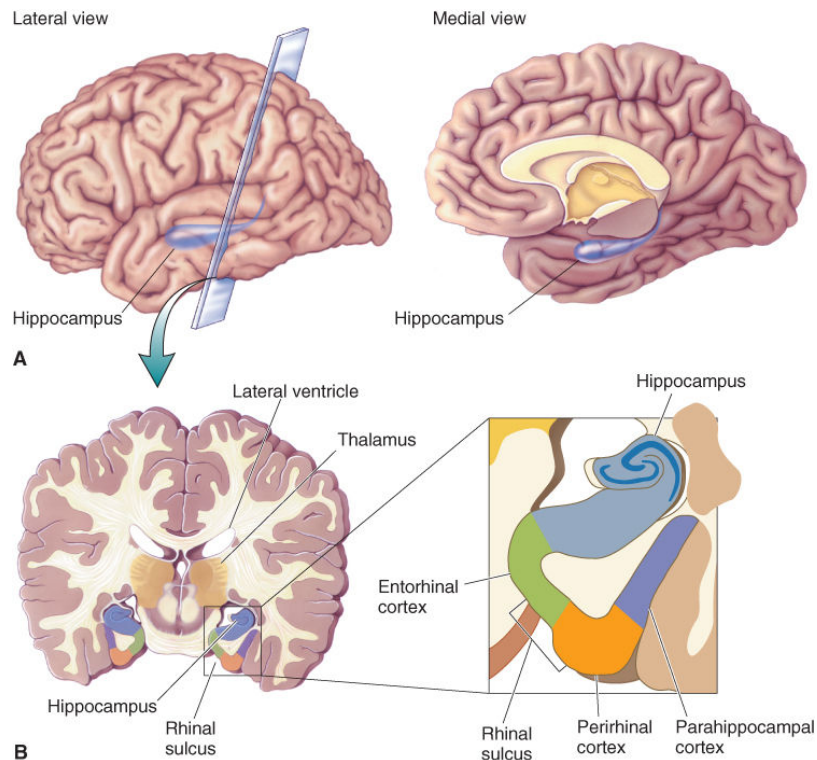 Lateral view
Medial view
Hippocampus
Hippocampus
A
Lateral ventricle
Thalamus
Hippocampus
Entorhinal
cortex
Hippocampus
Rhinal
sulcus
Rhinal
sulcus
Perirhinal
cortex
Parahippocampal
cortex
B